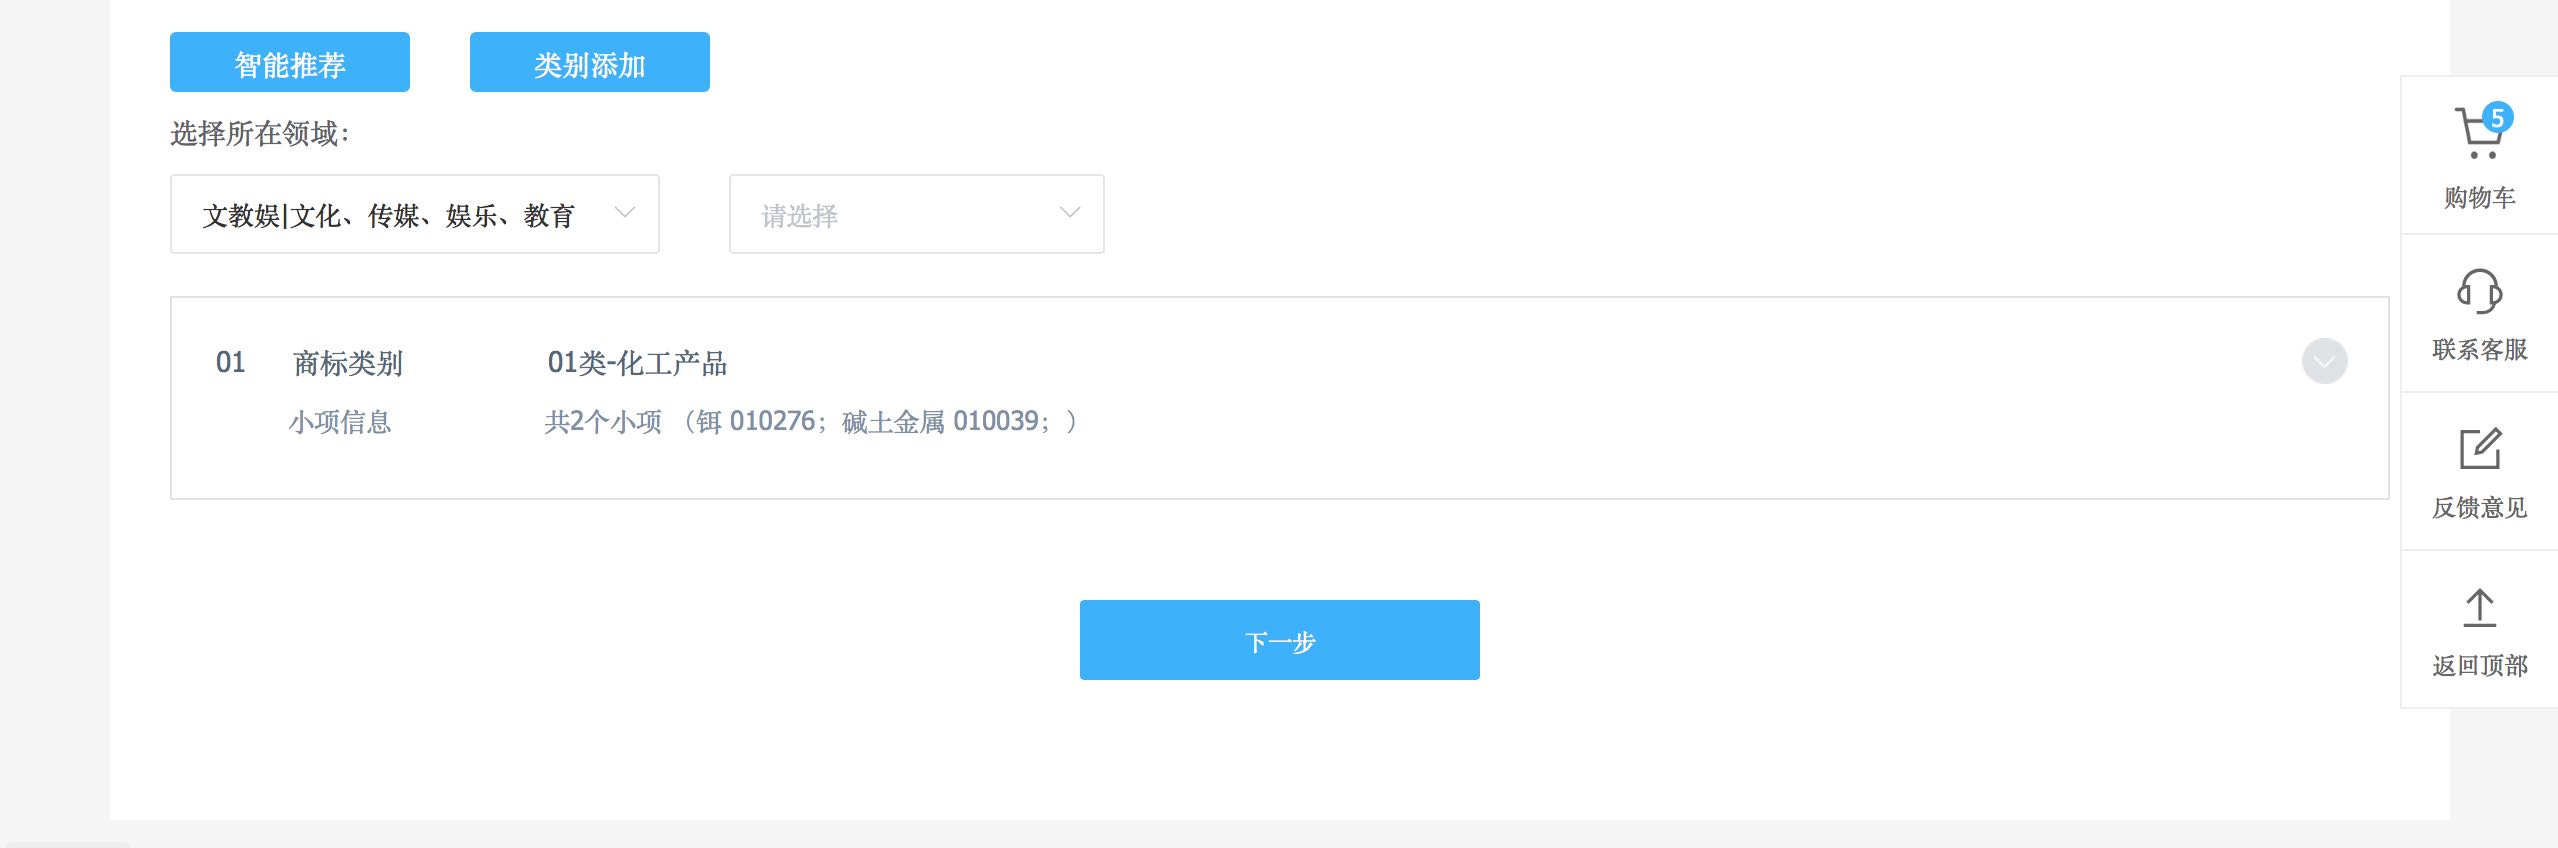 智能推荐
类别添加
选择所在领域：
文教娱|文化、传媒、娱乐、教育
请选择
01 商标类别 01类-化工产品
小项信息 共2个小项 （铒 010276；碱土金属 010039；）
下一步
5
购物车
联系客服
反馈意见
返回顶部